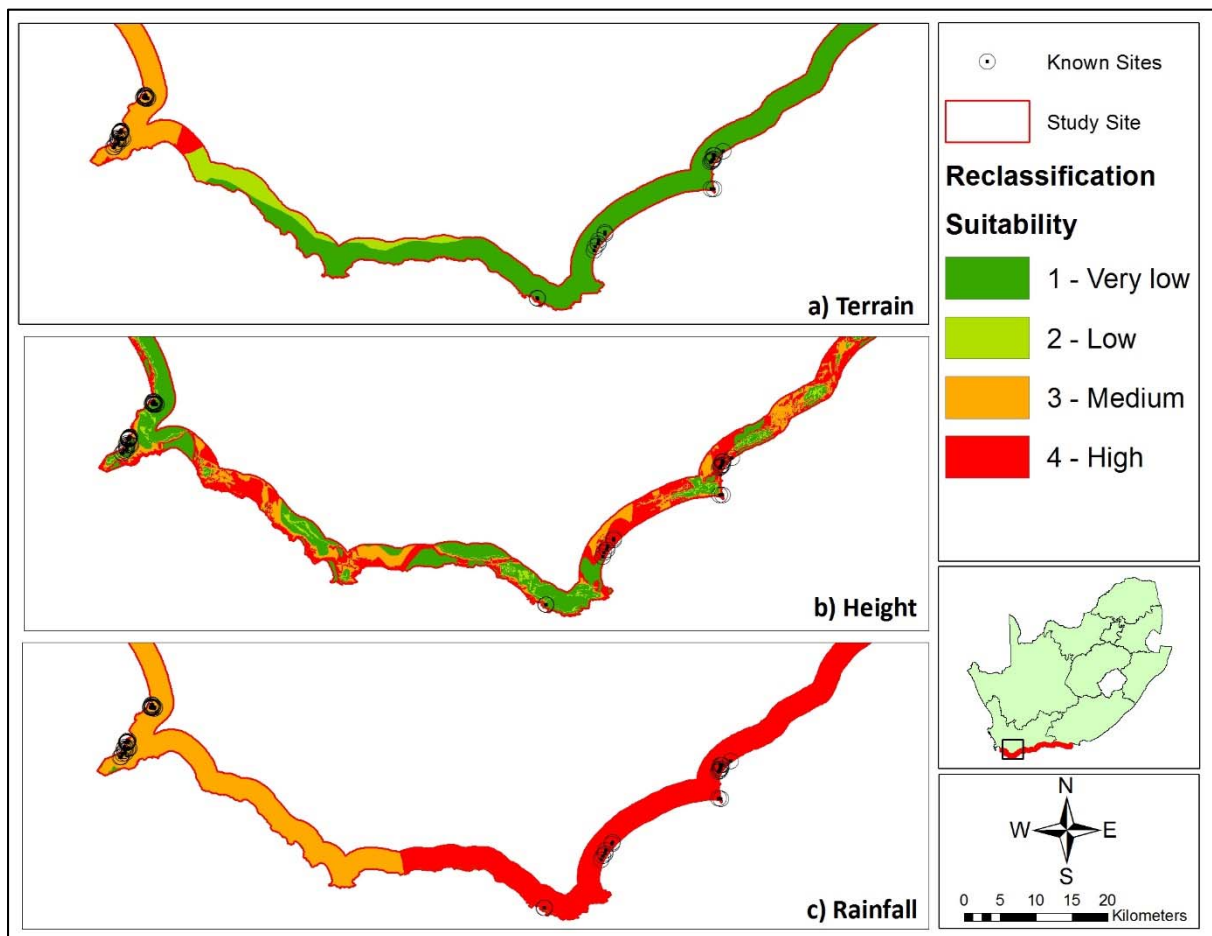 a) Terrain
b) Height
c) Rainfall
Known Sites
Study Site
Reclassification
Suitability
1 - Very low
2 - Low
3 - Medium
4 - High
N
W E
S
0 5 10 15 20
Kilometers